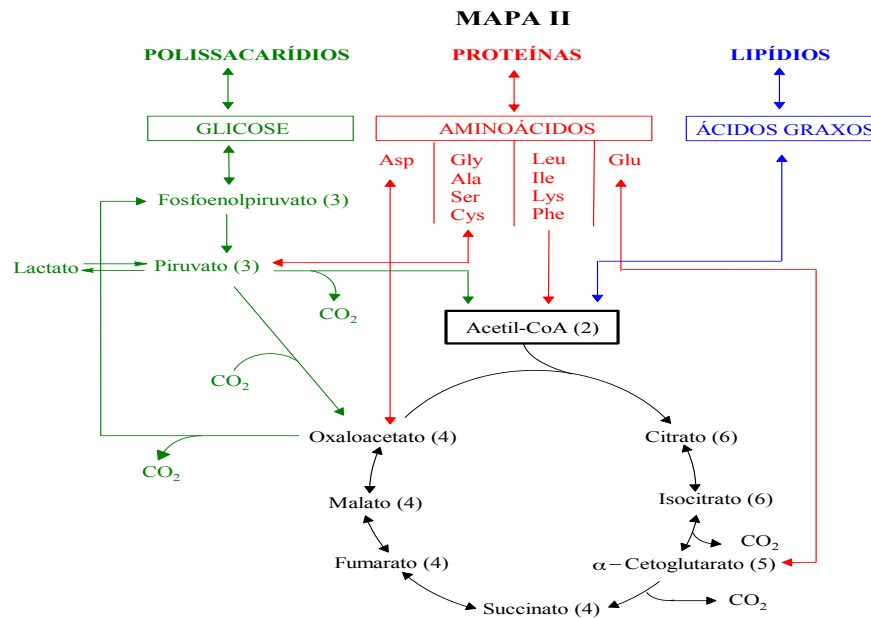 MAPA II
POLISSACARÍDIOS PROTEÍNAS LIPÍDIOS
GLICOSE AMINOÁCIDOS ÁCIDOS GRAXOS
Asp Gly Leu Glu
Ala Ile
Ser Lys
Cys Phe
Fosfoenolpiruvato (3)
Lactato Piruvato (3)
CO₂
Acetil-CoA (2)
CO₂
Oxaloacetato (4) Citrato (6)
CO₂
Malato (4) Isocitrato (6)
CO₂
Fumarato (4) α−Cetoglutarato (5)
Succinato (4) CO₂